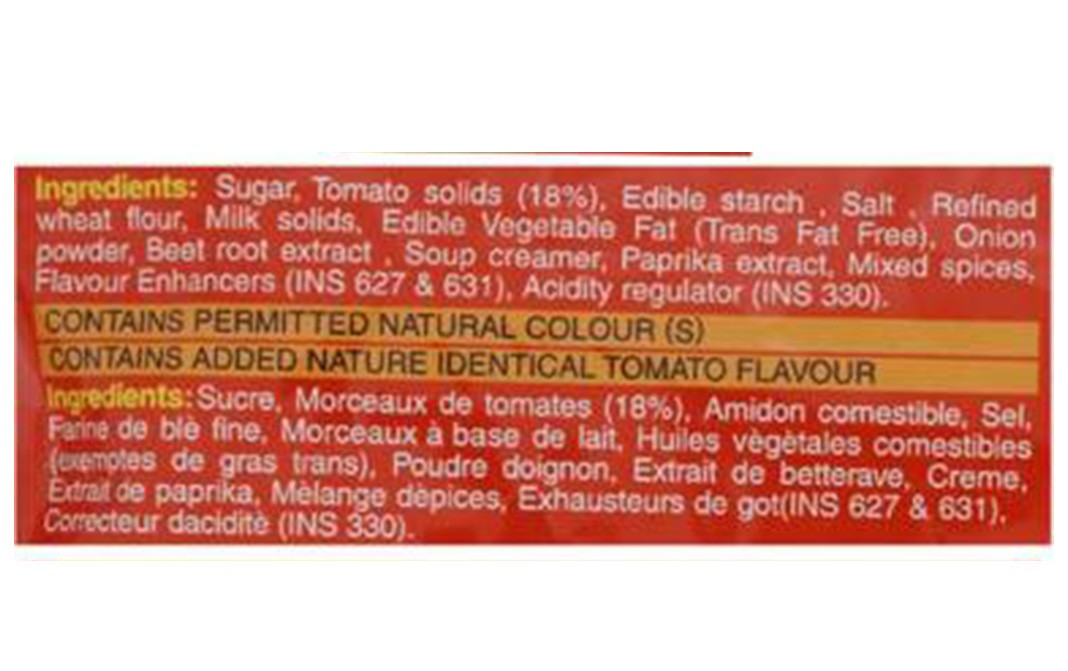 Ingredients: Sugar, Tomato solids (18%), Edible starch , Salt , Refined
wheat flour, Milk solids, Edible Vegetable Fat (Trans Fat Free), Onion
powder, Beet root extract , Soup creamer, Paprika extract, Mixed spices,
Flavour Enhancers (INS 627 & 631), Acidity regulator (INS 330).
CONTAINS PERMITTED NATURAL COLOUR (S)
CONTAINS ADDED NATURE IDENTICAL TOMATO FLAVOUR
Ingredients: Sucre, Morceaux de tomates (18%), Amidon comestible, Sel,
Farine de blè fine, Morceaux à base de lait, Huiles vègètales comestibles
(exemptes de gras trans), Poudre doignon, Extrait de betterave, Creme,
Extrait de paprika, Mèlange depices, Exhausteurs de got(INS 627 & 631),
Correcteur daciditè (INS 330).